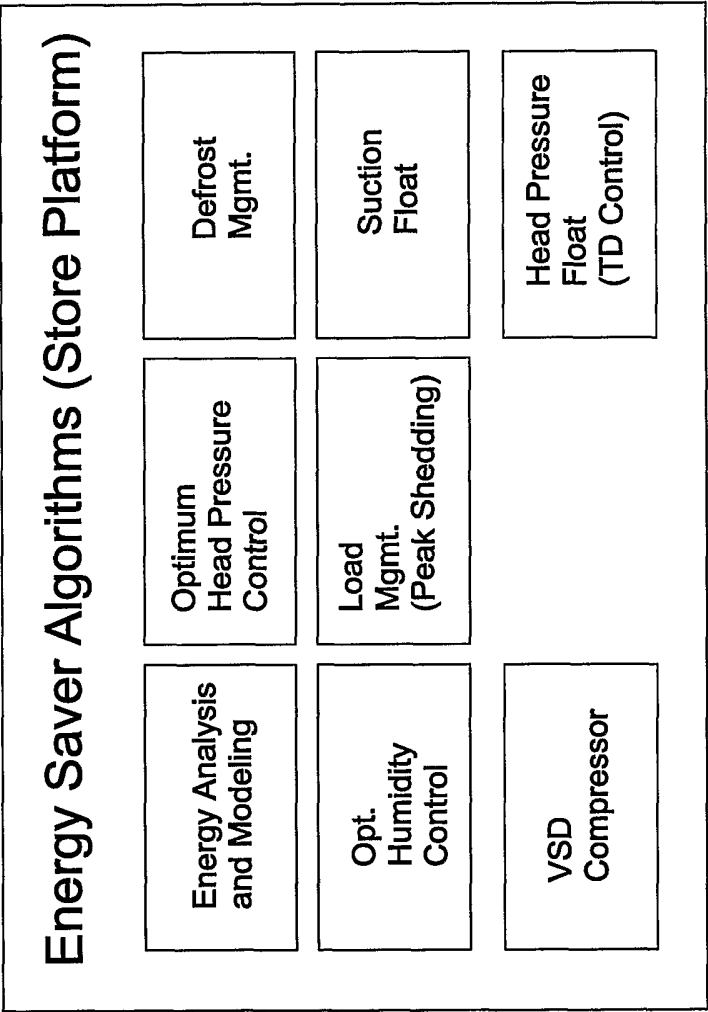 Energy Saver Algorithms (Store Platform)
Energy Analysis
and Modeling
Optimum
Head Pressure
Control
Defrost
Mgmt.
Opt.
Humidity
Control
Load
Mgmt.
(Peak Shedding)
Suction
Float
VSD
Compressor
Head Pressure
Float
(TD Control)